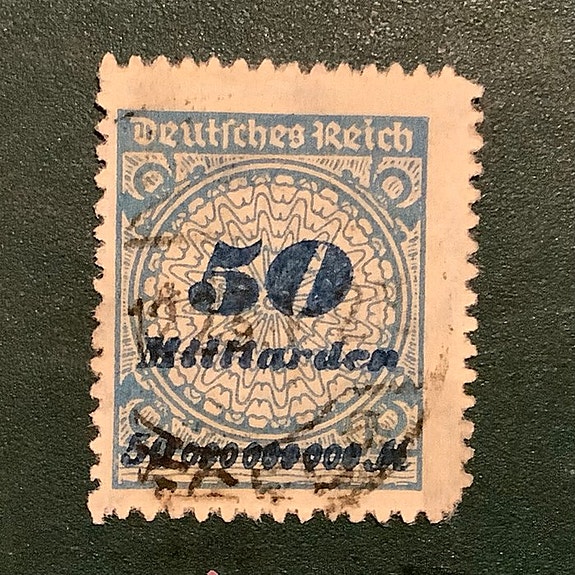 Deutsches Reich
50
Milliarden
50 000 000 000 M